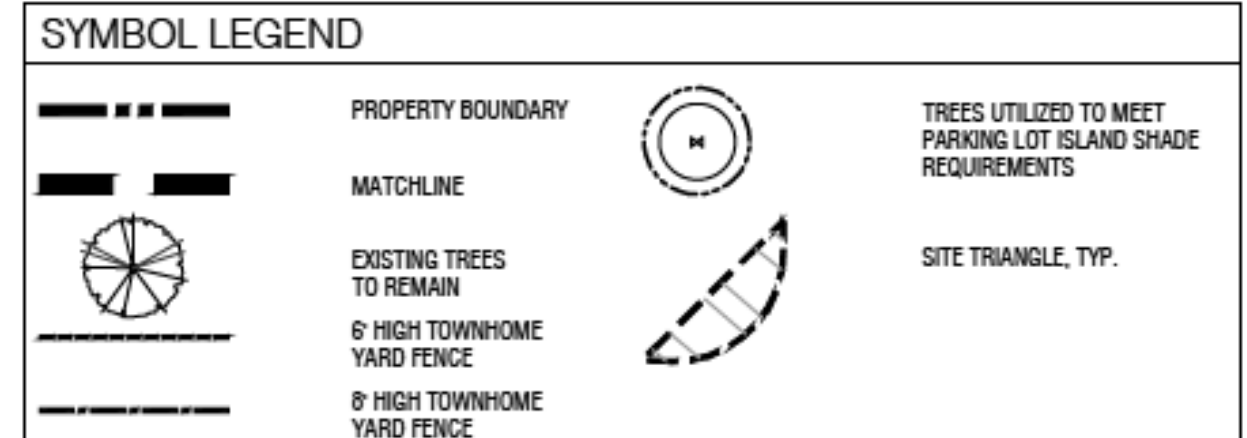 SYMBOL LEGEND
PROPERTY BOUNDARY
MATCHLINE
EXISTING TREES
TO REMAIN
6' HIGH TOWNHOME
YARD FENCE
8' HIGH TOWNHOME
YARD FENCE
TREES UTILIZED TO MEET
PARKING LOT ISLAND SHADE
REQUIREMENTS
SITE TRIANGLE, TYP.